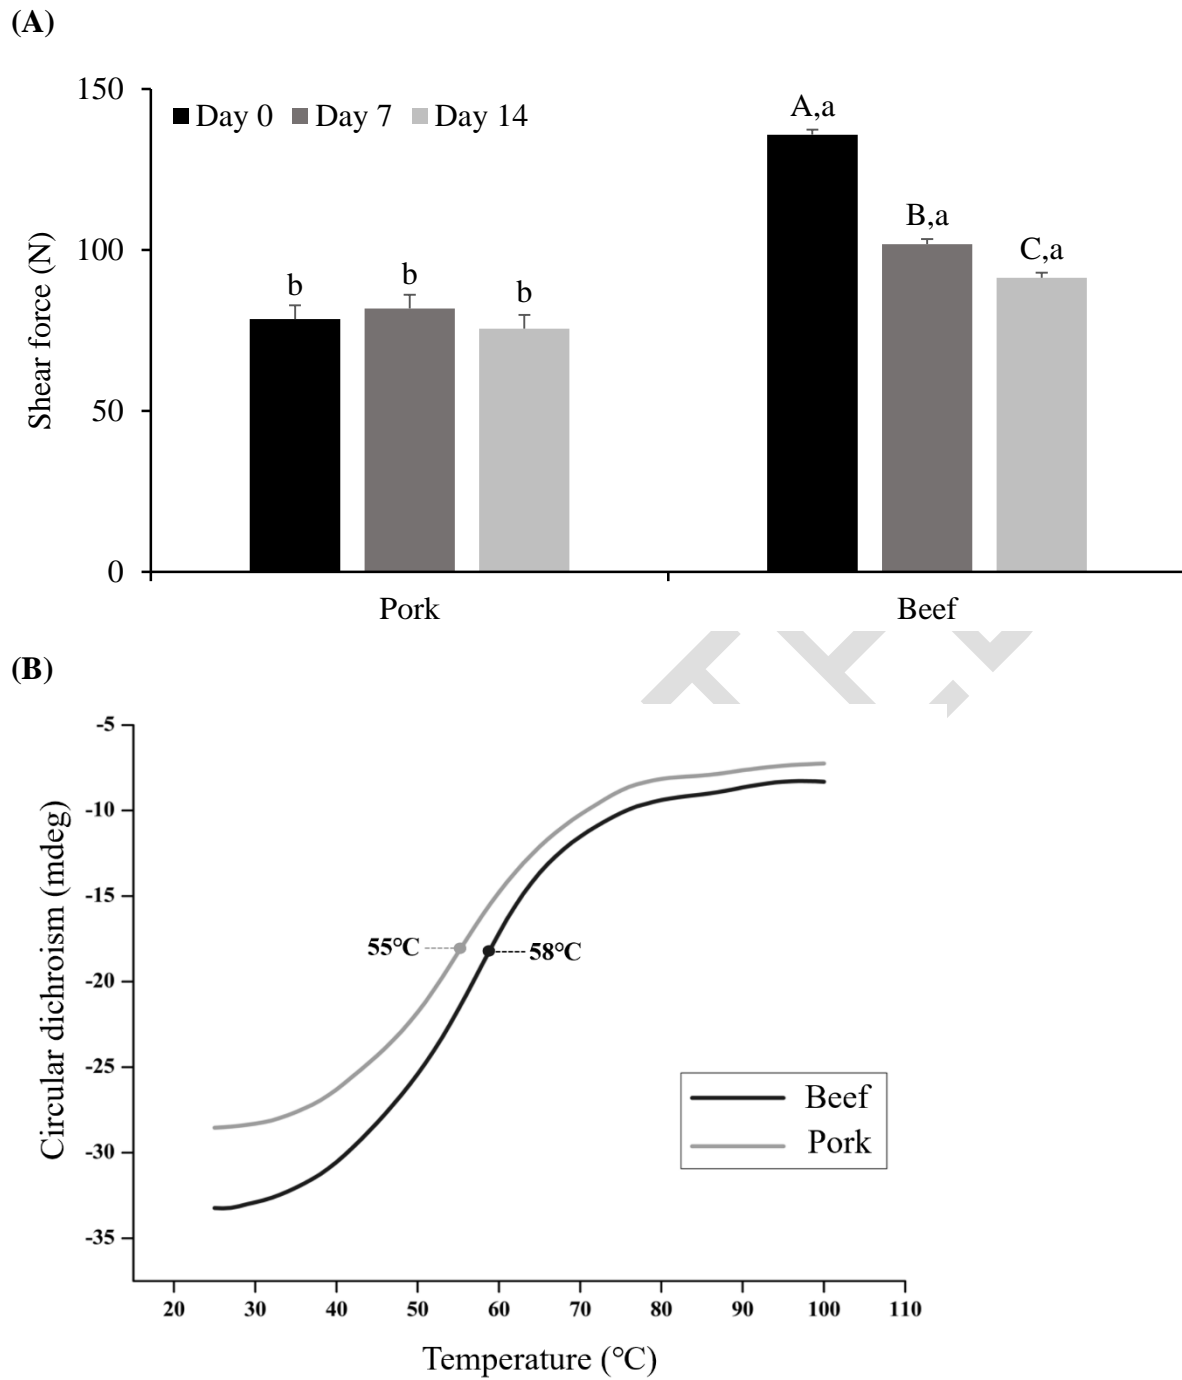 (A)
150
Day 0 Day 7 Day 14
A,a
B,a
C,a
100
b b b
50
0
Shear force (N)
Pork Beef
(B)
-5
-10
-15
55°C 58°C
-20
-25
-30
-35
Circular dichroism (mdeg)
Beef
Pork
20 30 40 50 60 70 80 90 100 110
Temperature (°C)